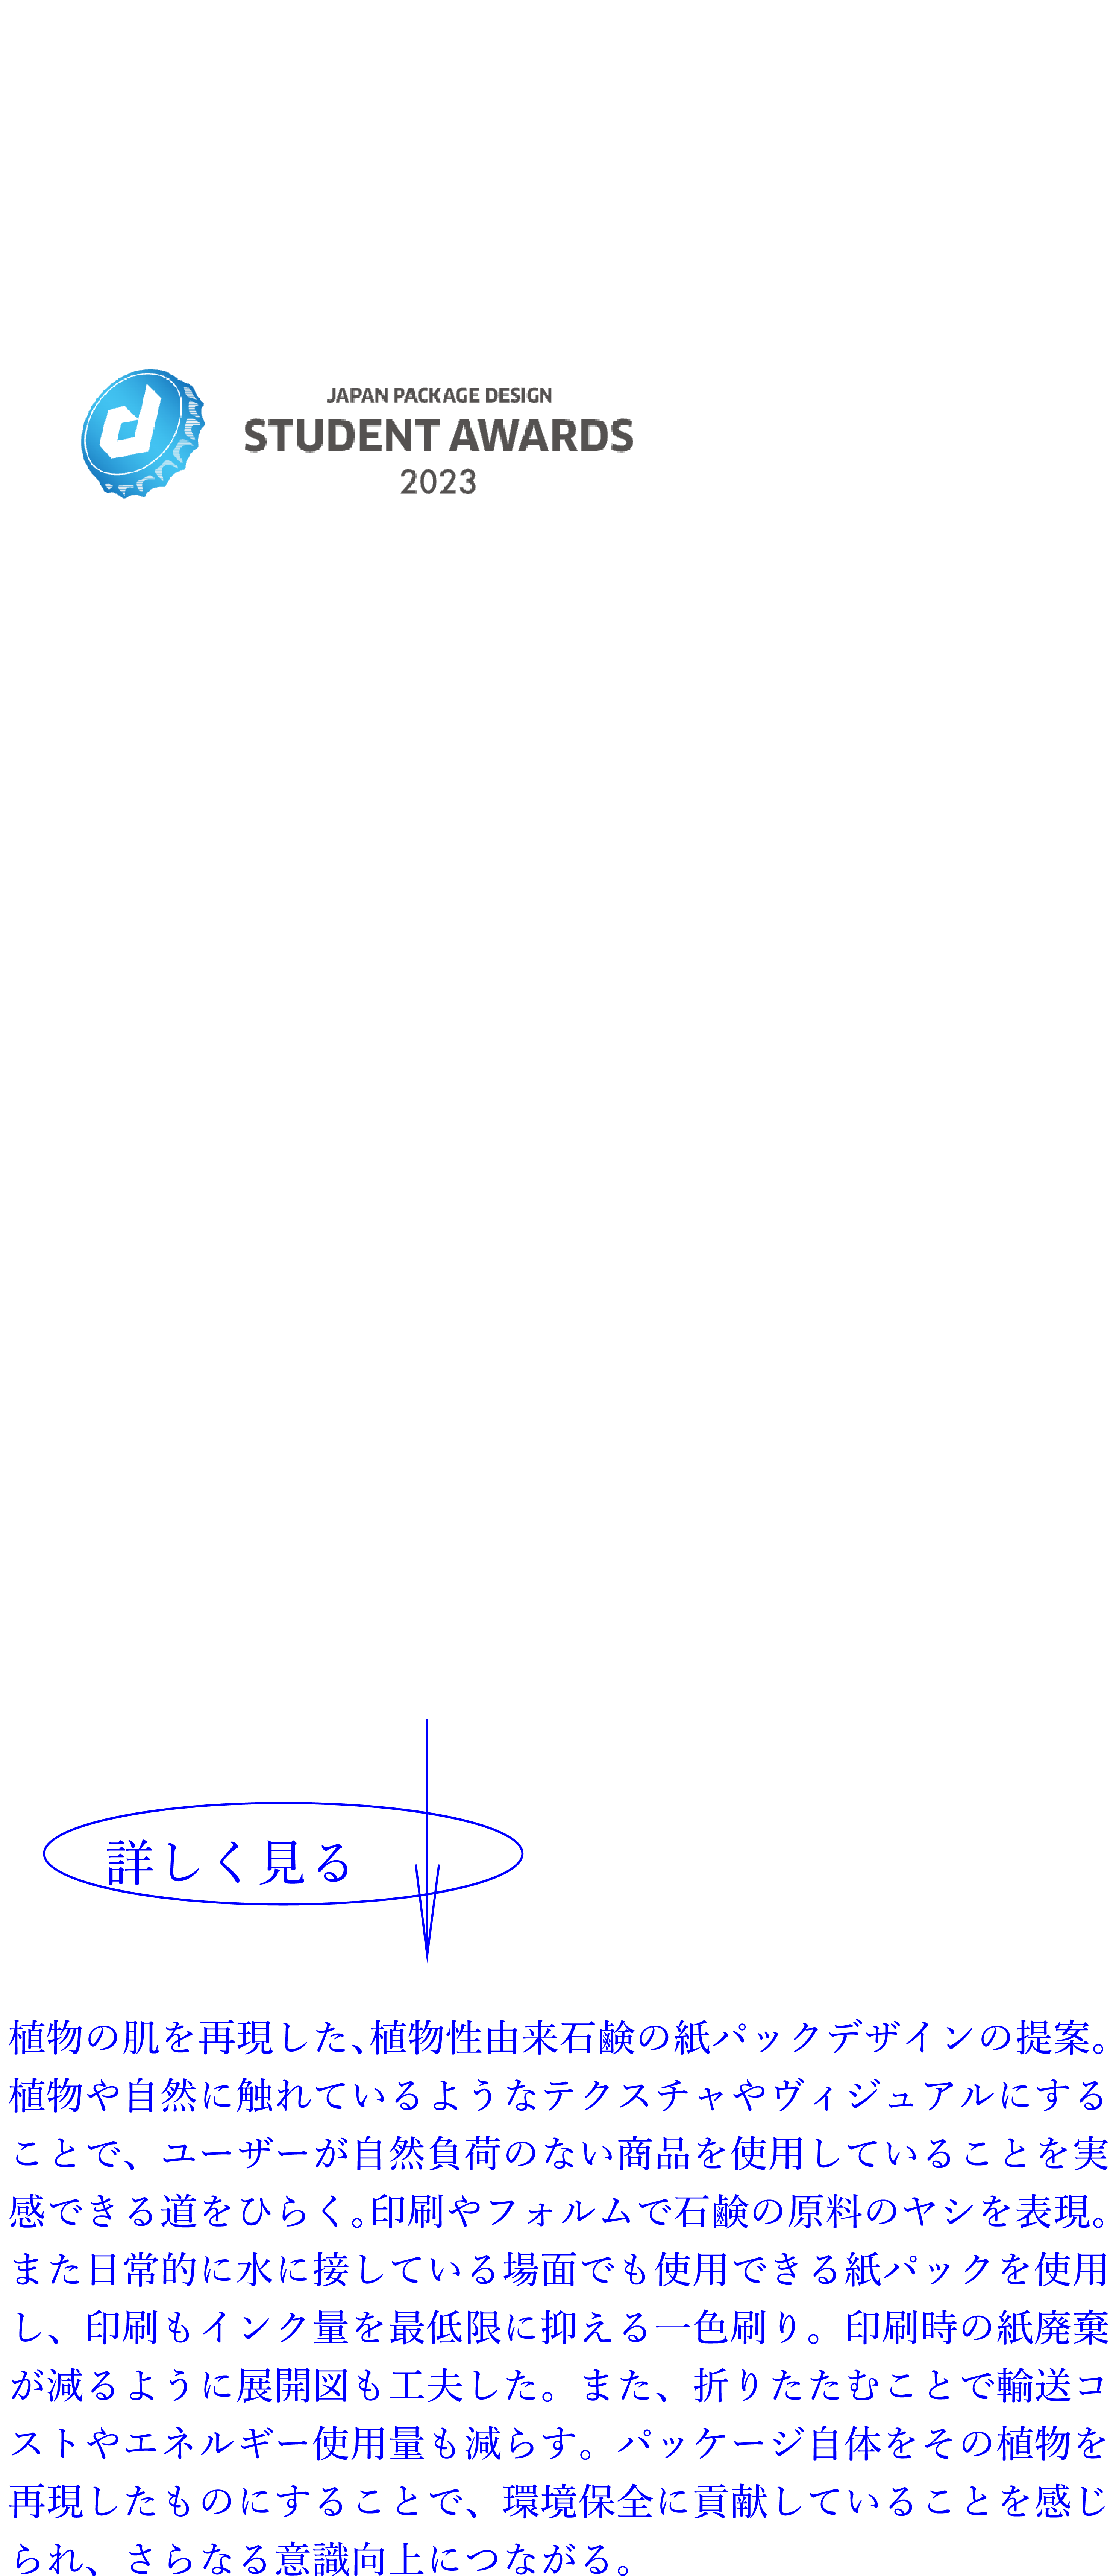 JAPAN PACKAGE DESIGN
STUDENT AWARDS
2023
詳しく見る
植物の肌を再現した、植物性由来石鹸の紙パックデザインの提案。
植物や自然に触れているようなテクスチャやヴィジュアルにする
ことで、ユーザーが自然負荷のない商品を使用していることを実
感できる道をひらく。印刷やフォルムで石鹸の原料のヤシを表現。
また日常的に水に接している場面でも使用できる紙パックを使用
し、印刷もインク量を最低限に抑える一色刷り。印刷時の紙廃棄
が減るように展開図も工夫した。また、折りたたむことで輸送コ
ストやエネルギー使用量も減らす。パッケージ自体をその植物を
再現したものにすることで、環境保全に貢献していることを感じ
られ、さらなる意識向上につながる。